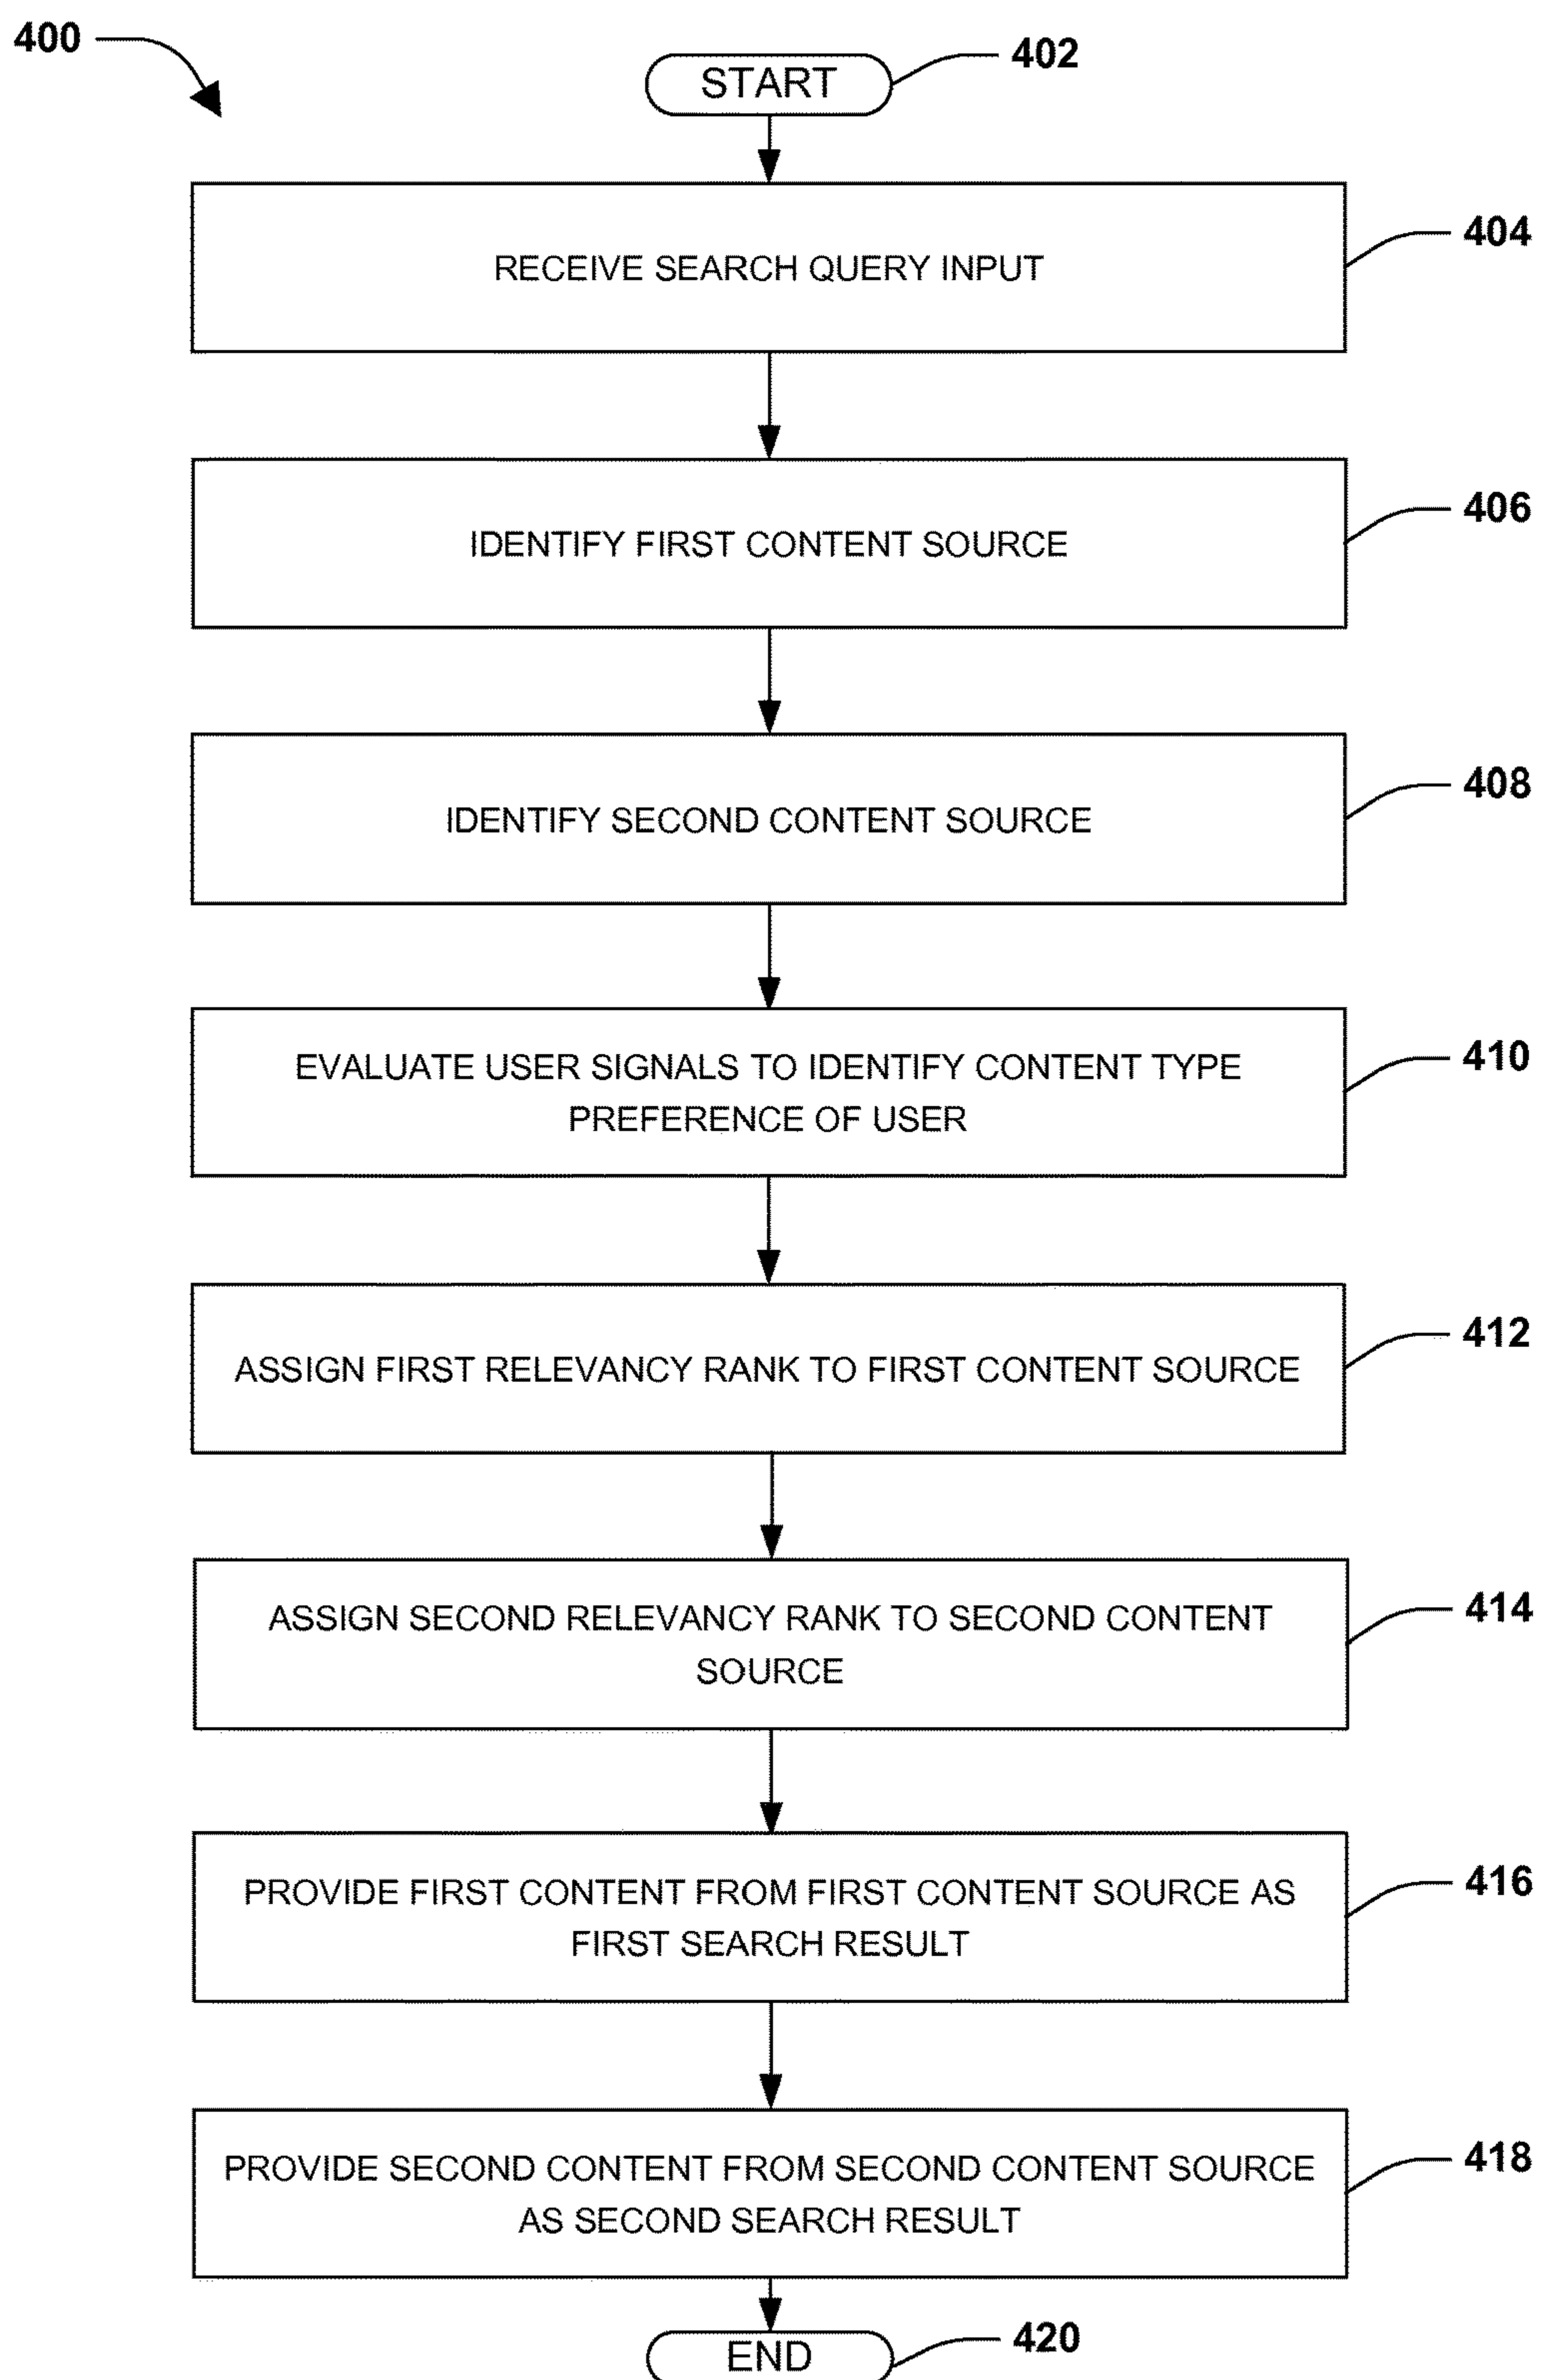 400
START
402
RECEIVE SEARCH QUERY INPUT
404
IDENTIFY FIRST CONTENT SOURCE
406
IDENTIFY SECOND CONTENT SOURCE
408
EVALUATE USER SIGNALS TO IDENTIFY CONTENT TYPE
PREFERENCE OF USER
410
ASSIGN FIRST RELEVANCY RANK TO FIRST CONTENT SOURCE
412
ASSIGN SECOND RELEVANCY RANK TO SECOND CONTENT
SOURCE
414
PROVIDE FIRST CONTENT FROM FIRST CONTENT SOURCE AS
FIRST SEARCH RESULT
416
PROVIDE SECOND CONTENT FROM SECOND CONTENT SOURCE
AS SECOND SEARCH RESULT
418
END
420